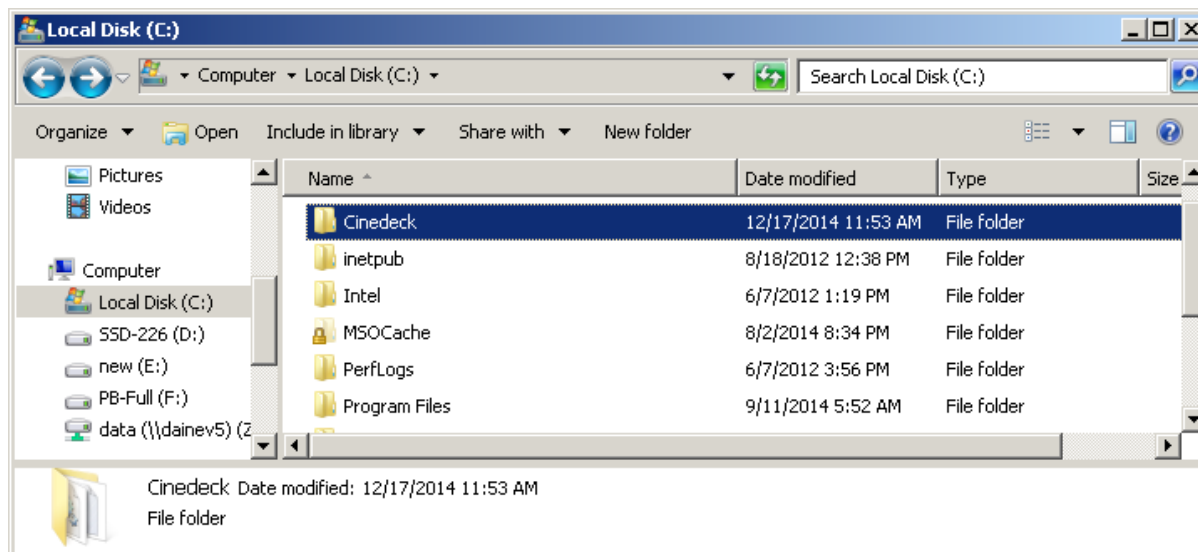 Local Disk (C:)
Computer Local Disk (C:) Search Local Disk (C:)
Organize Open Include in library Share with New folder
Pictures
Videos
Computer
Local Disk (C:)
SSD-226 (D:)
new (E:)
PB-Full (F:)
data (\\dainev5) (Z
Name Date modified Type Size
Cinedeck 12/17/2014 11:53 AM File folder
inetpub 8/18/2012 12:38 PM File folder
Intel 6/7/2012 1:19 PM File folder
MSOCache 8/2/2014 8:34 PM File folder
PerfLogs 6/7/2012 3:56 PM File folder
Program Files 9/11/2014 5:52 AM File folder
Cinedeck Date modified: 12/17/2014 11:53 AM
File folder